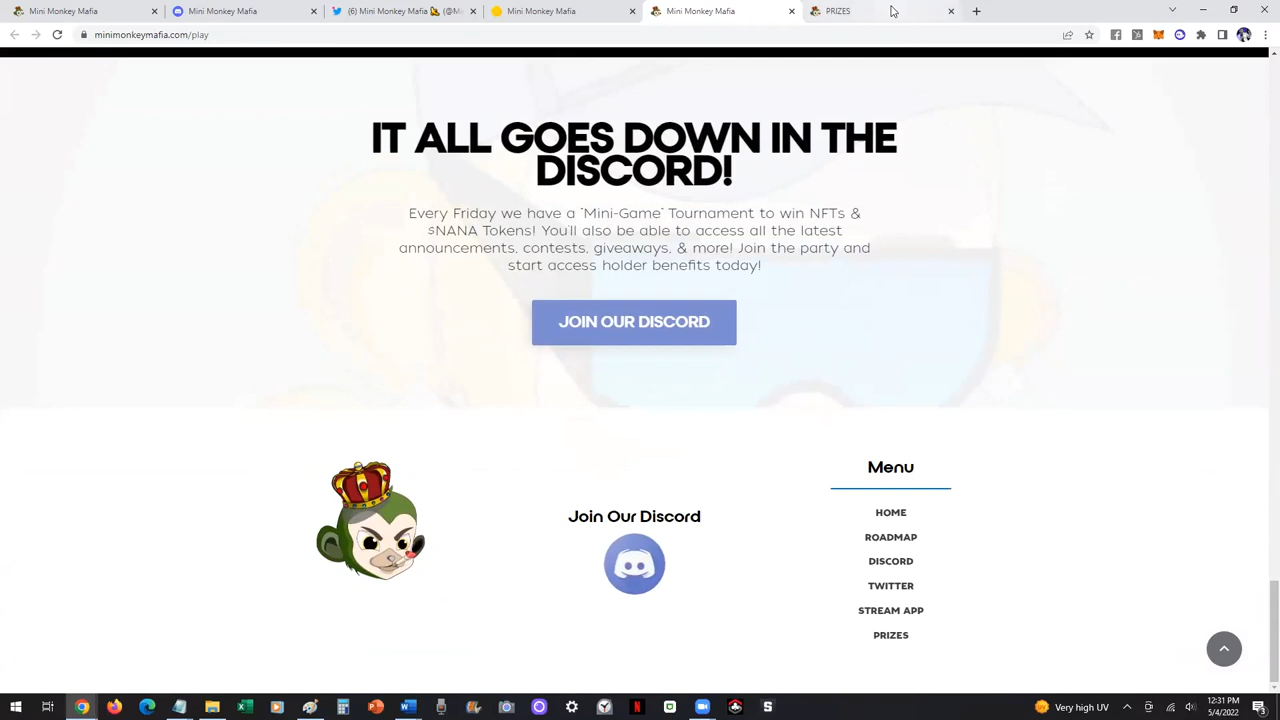 Mini Monkey Mafia
Mini Monkey Mafia
(6) Mini Monkey Mafia
Mini Monkey Mafia
Mini Monkey Mafia
PRIZES
minimonkeymafia.com/play
IT ALL GOES DOWN IN THE
DISCORD!
Every Friday we have a "Mini-Game" Tournament to win NFTs &
$NANA Tokens! You'll also be able to access all the latest
announcements, contests, giveaways, & more! Join the party and
start access holder benefits today!
JOIN OUR DISCORD
Join Our Discord
Menu
HOME
ROADMAP
DISCORD
TWITTER
STREAM APP
PRIZES
Very high UV
12:31 PM
5/4/2022